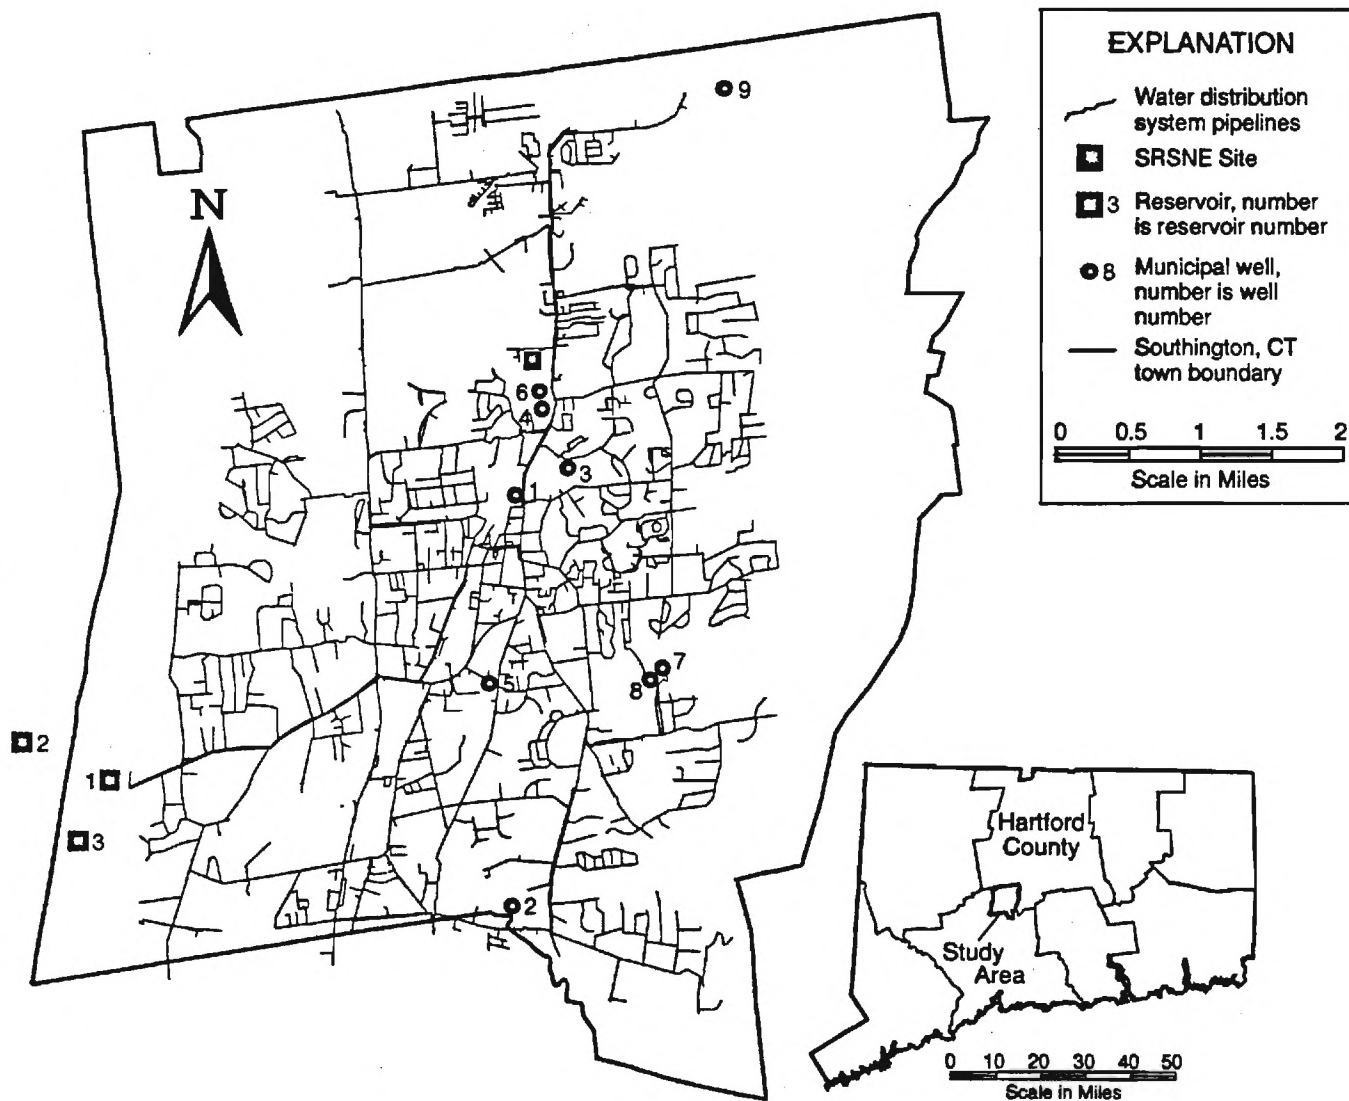 9
N
6
4
3
1
7
8
5
2
1
3
2
EXPLANATION
Water distribution
system pipelines
SRSNE Site
3 Reservoir, number
is reservoir number
8 Municipal well,
number is well
number
Southington, CT
town boundary
0 0.5 1 1.5 2
Scale in Miles
Hartford
County
Study
Area
0 10 20 30 40 50
Scale in Miles